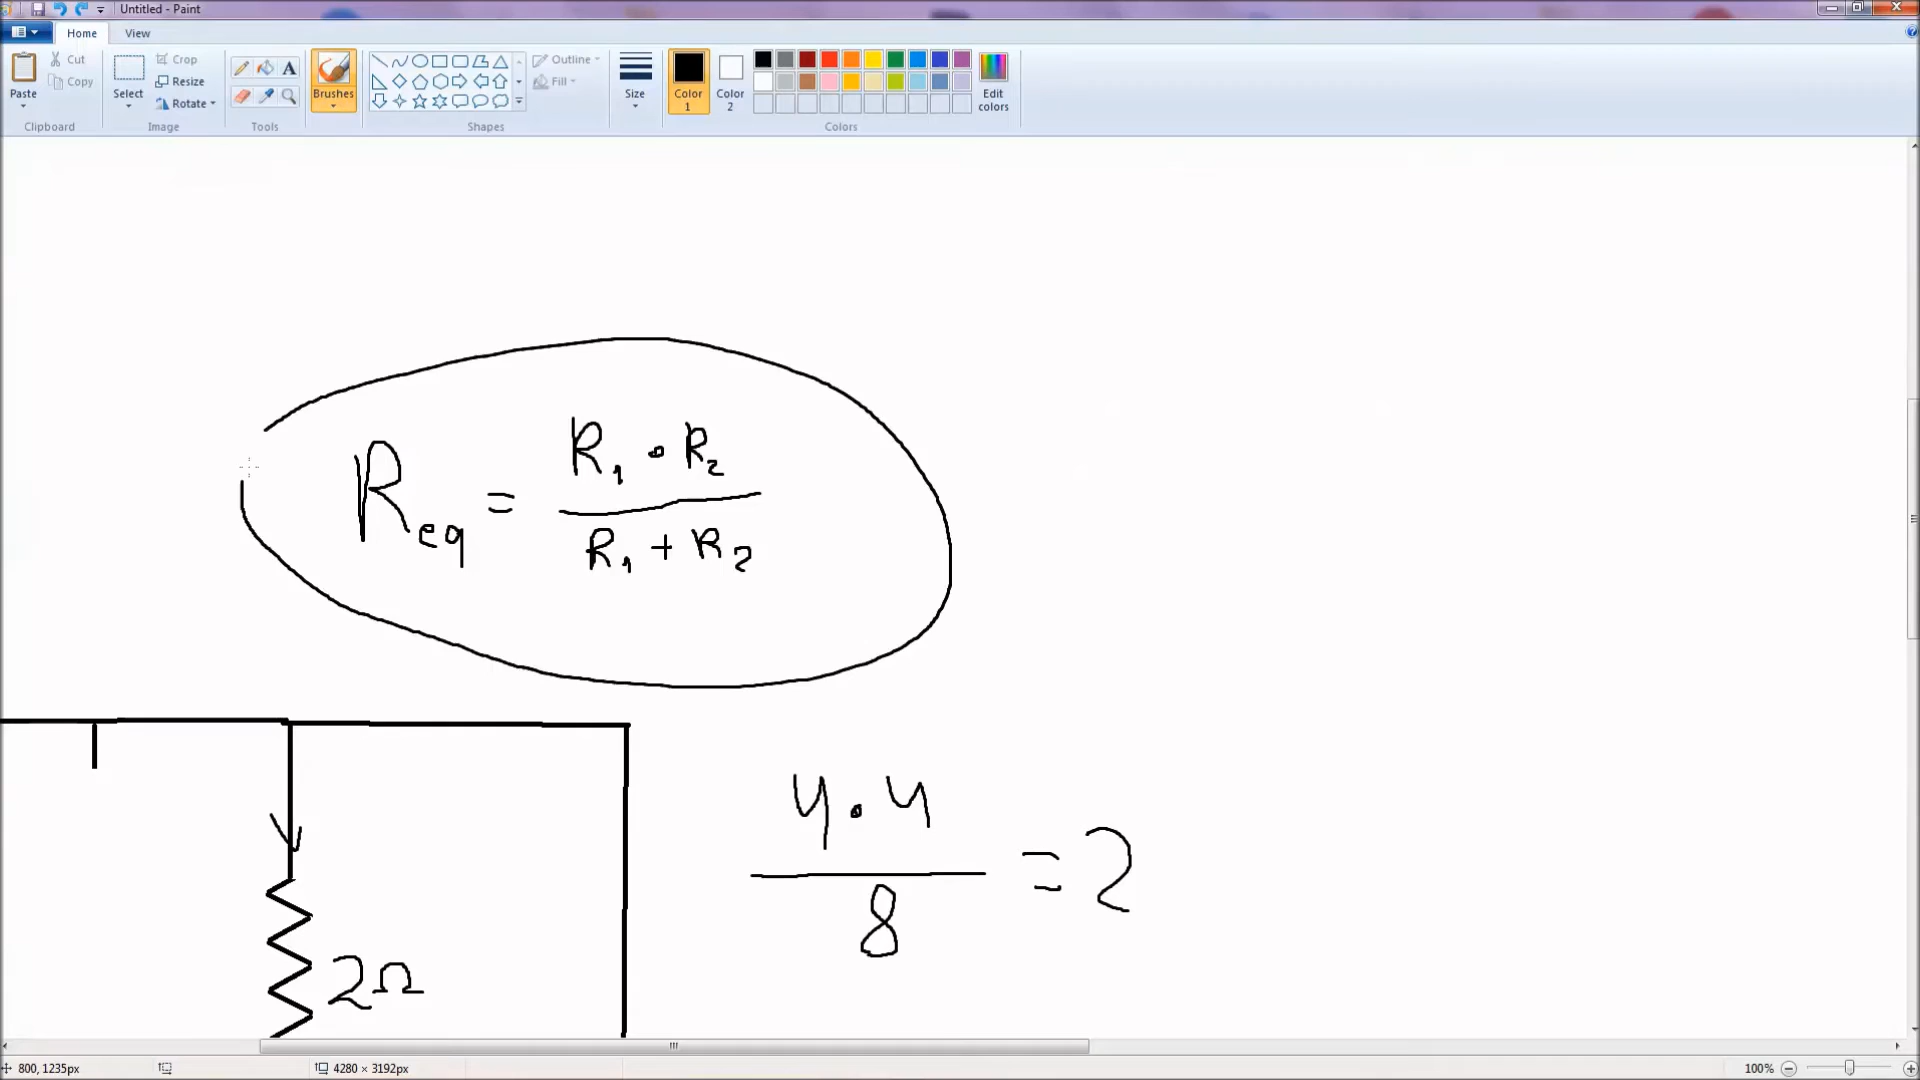 Untitled - Paint
Home View
Paste
Cut
Copy
Clipboard
Select
Crop
Resize
Rotate
Image
Tools
Brushes
Shapes
Outline
Fill
Size
Color 1
Color 2
Edit colors
Colors
R₁ • R₂
Req = ―――
R₁ + R₂
4 • 4
――― = 2
8
2Ω
800, 1235px
4280 × 3192px
100%